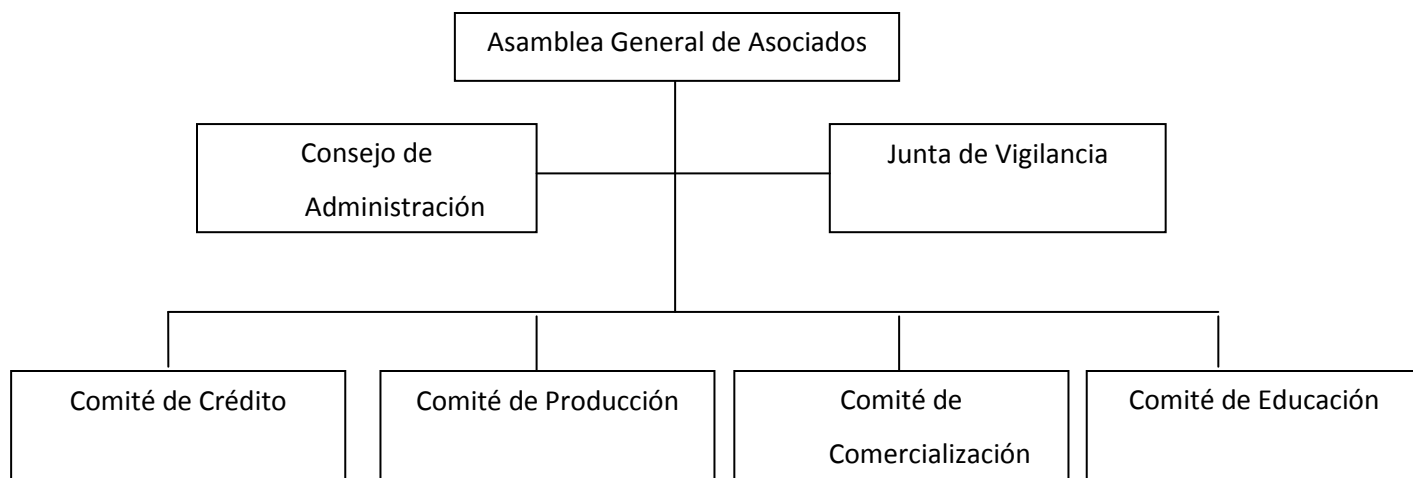 Asamblea General de Asociados
Consejo de
Administración
Junta de Vigilancia
Comité de Crédito
Comité de Producción
Comité de
Comercialización
Comité de Educación